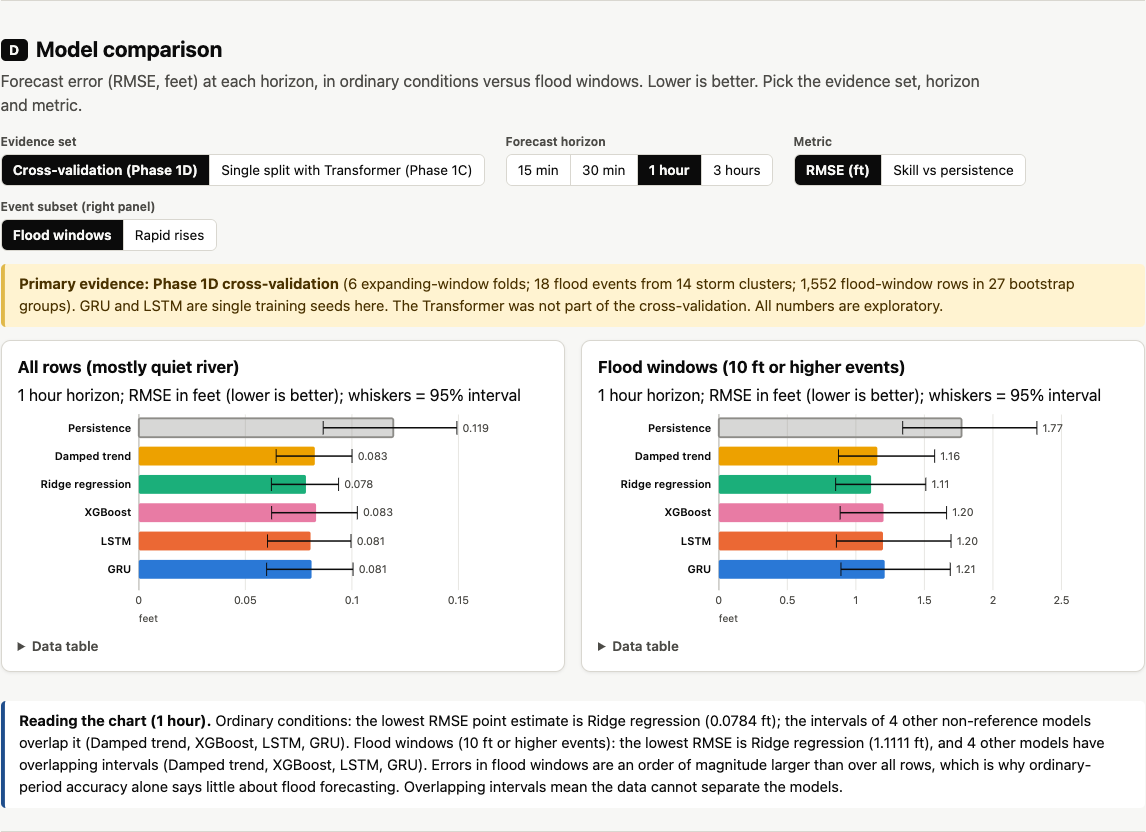 D Model comparison
Forecast error (RMSE, feet) at each horizon, in ordinary conditions versus flood windows. Lower is better. Pick the evidence set, horizon
and metric.
Evidence set
Cross-validation (Phase 1D) Single split with Transformer (Phase 1C)
Forecast horizon
15 min 30 min 1 hour 3 hours
Metric
RMSE (ft) Skill vs persistence
Event subset (right panel)
Flood windows Rapid rises
Primary evidence: Phase 1D cross-validation (6 expanding-window folds; 18 flood events from 14 storm clusters; 1,552 flood-window rows in 27 bootstrap
groups). GRU and LSTM are single training seeds here. The Transformer was not part of the cross-validation. All numbers are exploratory.
All rows (mostly quiet river)
1 hour horizon; RMSE in feet (lower is better); whiskers = 95% interval
Persistence 0.119
Damped trend 0.083
Ridge regression 0.078
XGBoost 0.083
LSTM 0.081
GRU 0.081
0 0.05 0.1 0.15
feet
▶ Data table
Flood windows (10 ft or higher events)
1 hour horizon; RMSE in feet (lower is better); whiskers = 95% interval
Persistence 1.77
Damped trend 1.16
Ridge regression 1.11
XGBoost 1.20
LSTM 1.20
GRU 1.21
0 0.5 1 1.5 2 2.5
feet
▶ Data table
Reading the chart (1 hour). Ordinary conditions: the lowest RMSE point estimate is Ridge regression (0.0784 ft); the intervals of 4 other non-reference models
overlap it (Damped trend, XGBoost, LSTM, GRU). Flood windows (10 ft or higher events): the lowest RMSE is Ridge regression (1.1111 ft), and 4 other models have
overlapping intervals (Damped trend, XGBoost, LSTM, GRU). Errors in flood windows are an order of magnitude larger than over all rows, which is why ordinary-
period accuracy alone says little about flood forecasting. Overlapping intervals mean the data cannot separate the models.